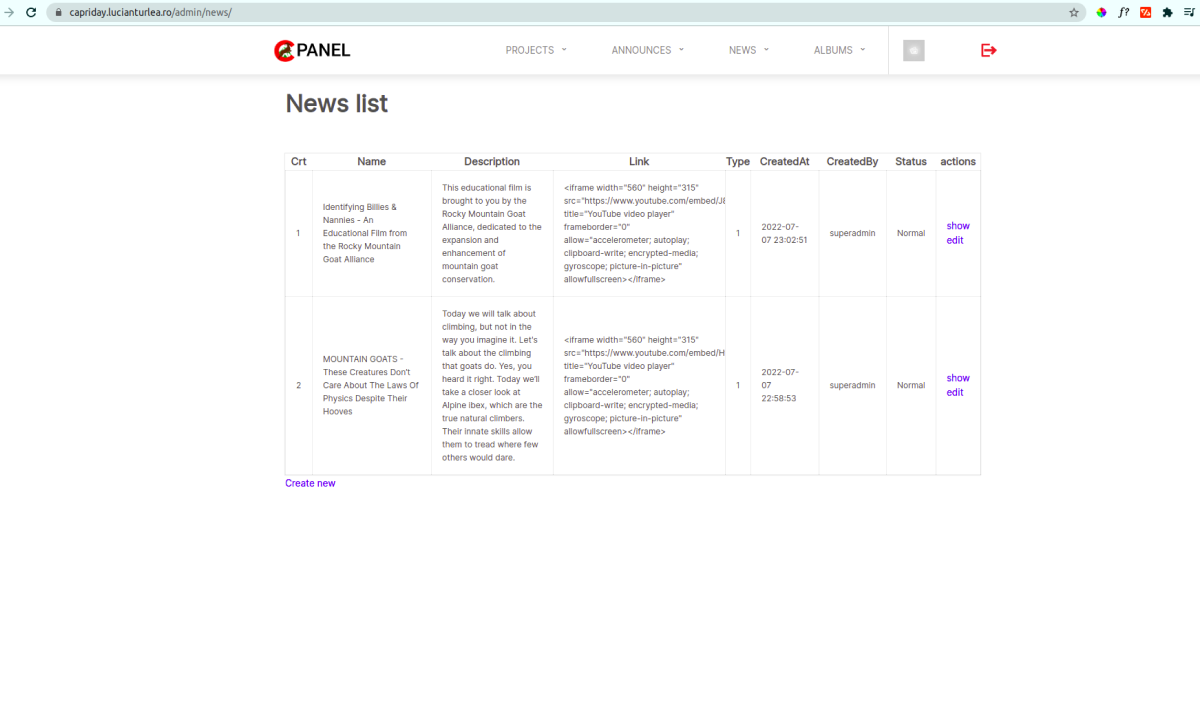 capriday.lucianturlea.ro/admin/news/
f?
PANEL
PROJECTS
ANNOUNCES
NEWS
ALBUMS
News list
Crt Name Description Link Type CreatedAt CreatedBy Status actions
1
Identifying Billies &
Nannies - An
Educational Film from
the Rocky Mountain
Goat Alliance
This educational film is
brought to you by the
Rocky Mountain Goat
Alliance, dedicated to the
expansion and
enhancement of
mountain goat
conservation.
<iframe width="560" height="315"
src="https://www.youtube.com/embed/J8
title="YouTube video player"
frameborder="0"
allow="accelerometer; autoplay;
clipboard-write; encrypted-media;
gyroscope; picture-in-picture"
allowfullscreen></iframe>
1
2022-07-
07 23:02:51
superadmin
Normal
show
edit
2
MOUNTAIN GOATS -
These Creatures Don't
Care About The Laws Of
Physics Despite Their
Hooves
Today we will talk about
climbing, but not in the
way you imagine it. Let's
talk about the climbing
that goats do. Yes, you
heard it right. Today we'll
take a closer look at
Alpine ibex, which are the
true natural climbers.
Their innate skills allow
them to tread where few
others would dare.
<iframe width="560" height="315"
src="https://www.youtube.com/embed/H
title="YouTube video player"
frameborder="0"
allow="accelerometer; autoplay;
clipboard-write; encrypted-media;
gyroscope; picture-in-picture"
allowfullscreen></iframe>
1
2022-07-
07
22:58:53
superadmin
Normal
show
edit
Create new